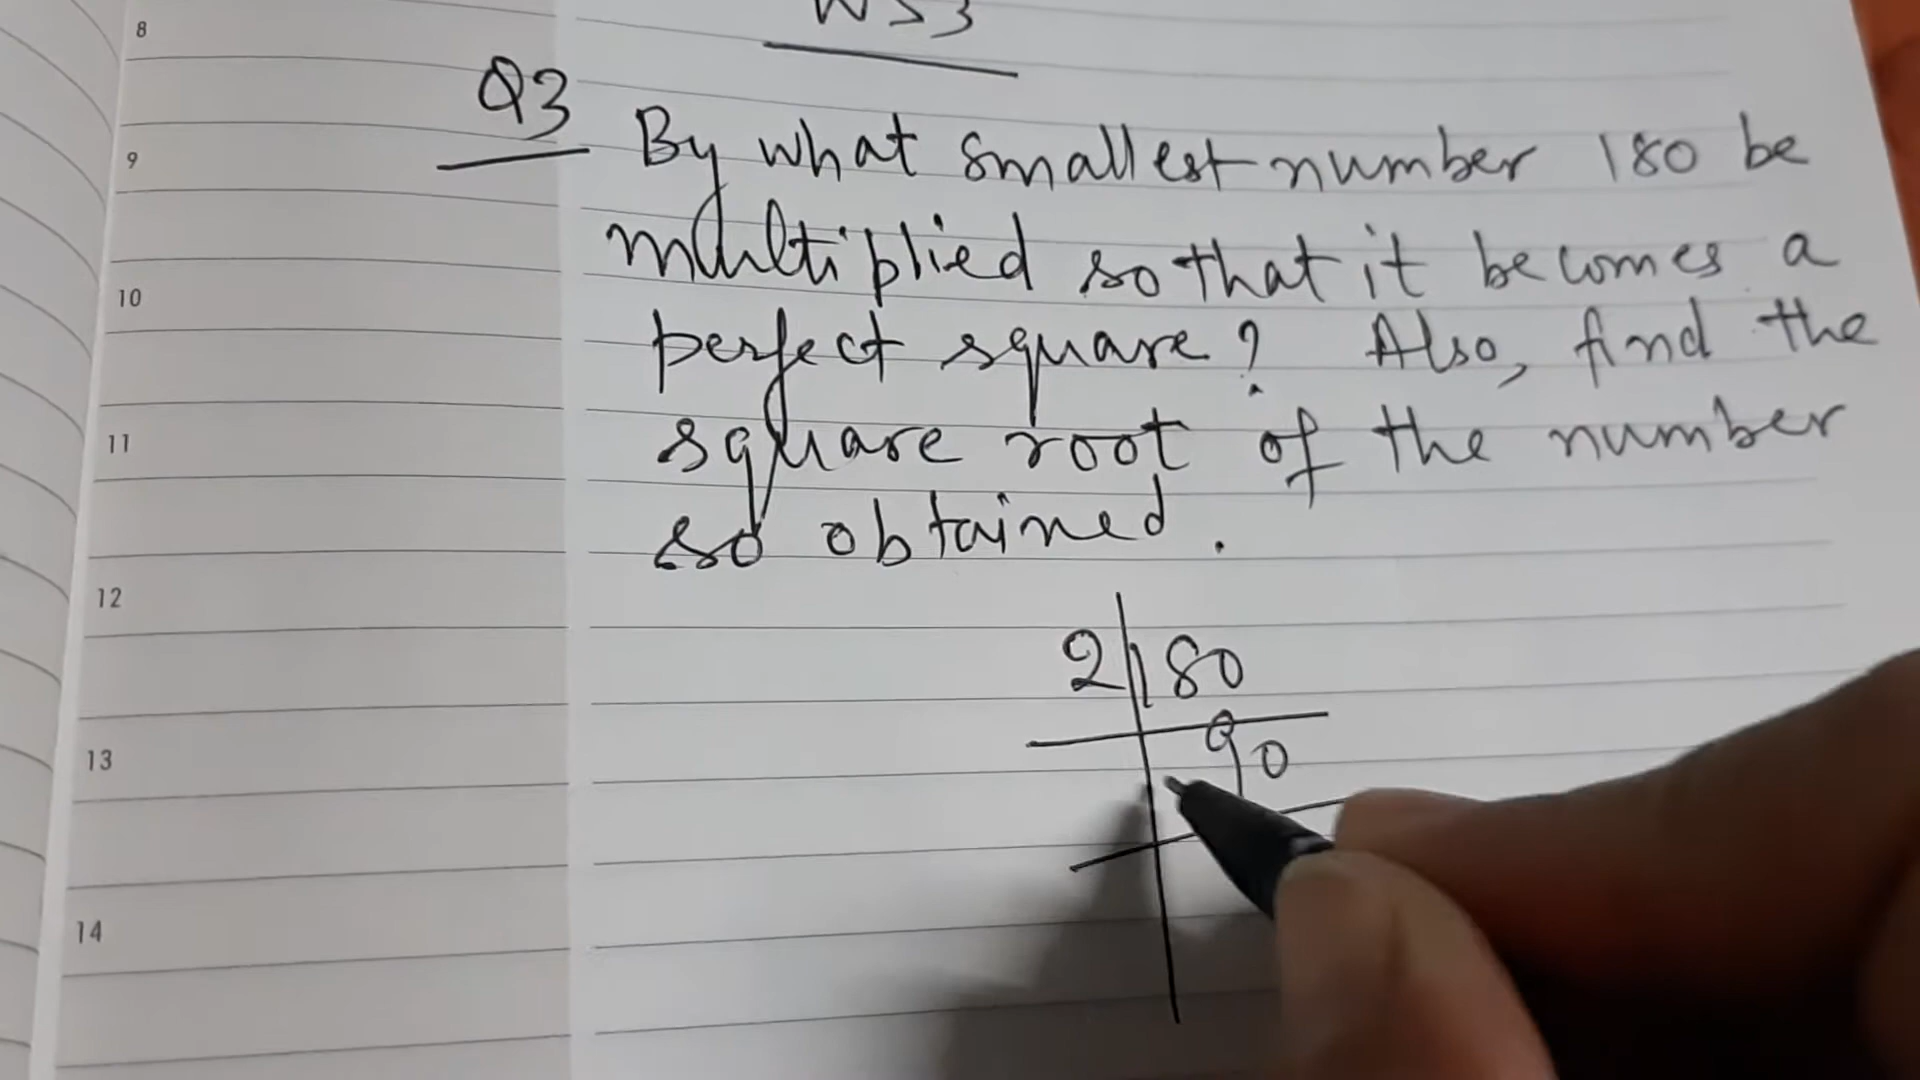 8
9
10
11
12
13
14
WS3
Q3
By what smallest number 180 be
multiplied so that it becomes a
perfect square? Also, find the
square root of the number
so obtained.
2 180
90